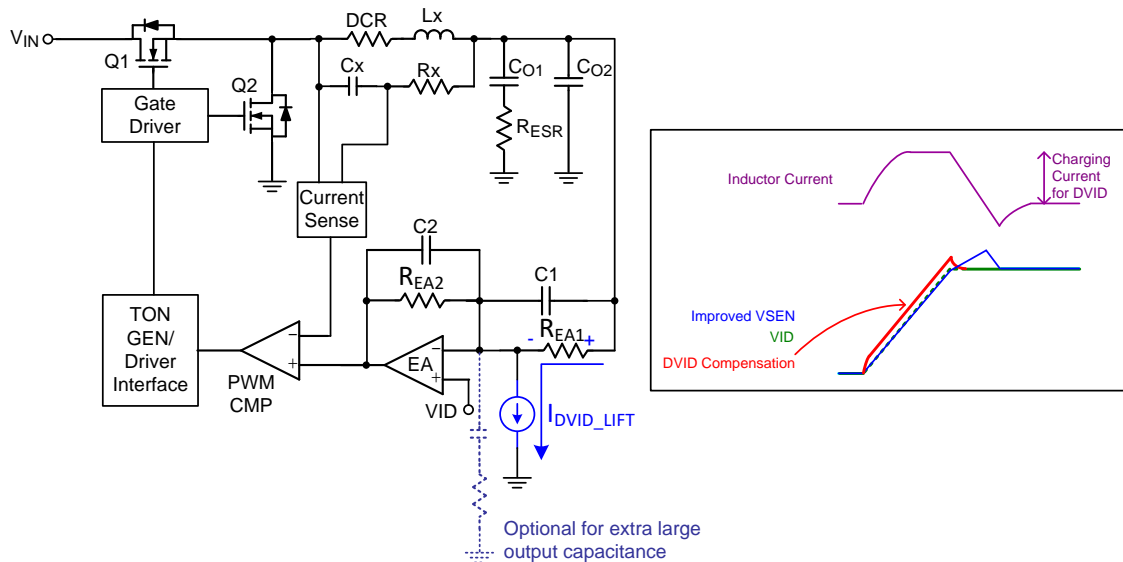 VIN
Q1
Gate
Driver
Q2
DCR
Lx
Cx
Rx
CO1
CO2
RESR
Current
Sense
C2
REA2
C1
REA1
-
+
TON
GEN/
Driver
Interface
−
+
PWM
CMP
EA
−
+
VID
IDVID_LIFT
Optional for extra large
output capacitance
Inductor Current
Charging
Current
for DVID
Improved VSEN
VID
DVID Compensation